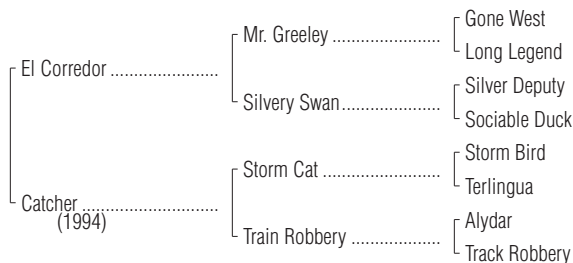 Gone West
Mr. Greeley ....................
Long Legend
El Corredor ....................
Silver Deputy
Silvery Swan ....................
Sociable Duck
Storm Bird
Storm Cat ....................
Terlingua
Catcher ....................
(1994)
Alydar
Train Robbery ....................
Track Robbery